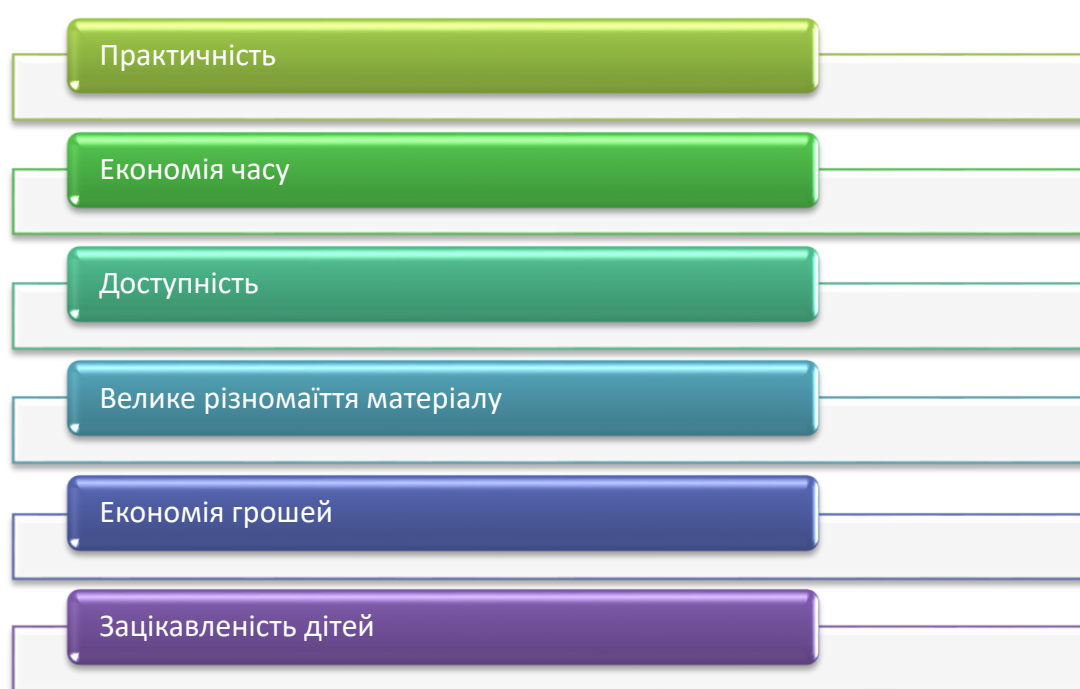 Практичність
Економія часу
Доступність
Велике різномаїття матеріалу
Економія грошей
Зацікавленість дітей